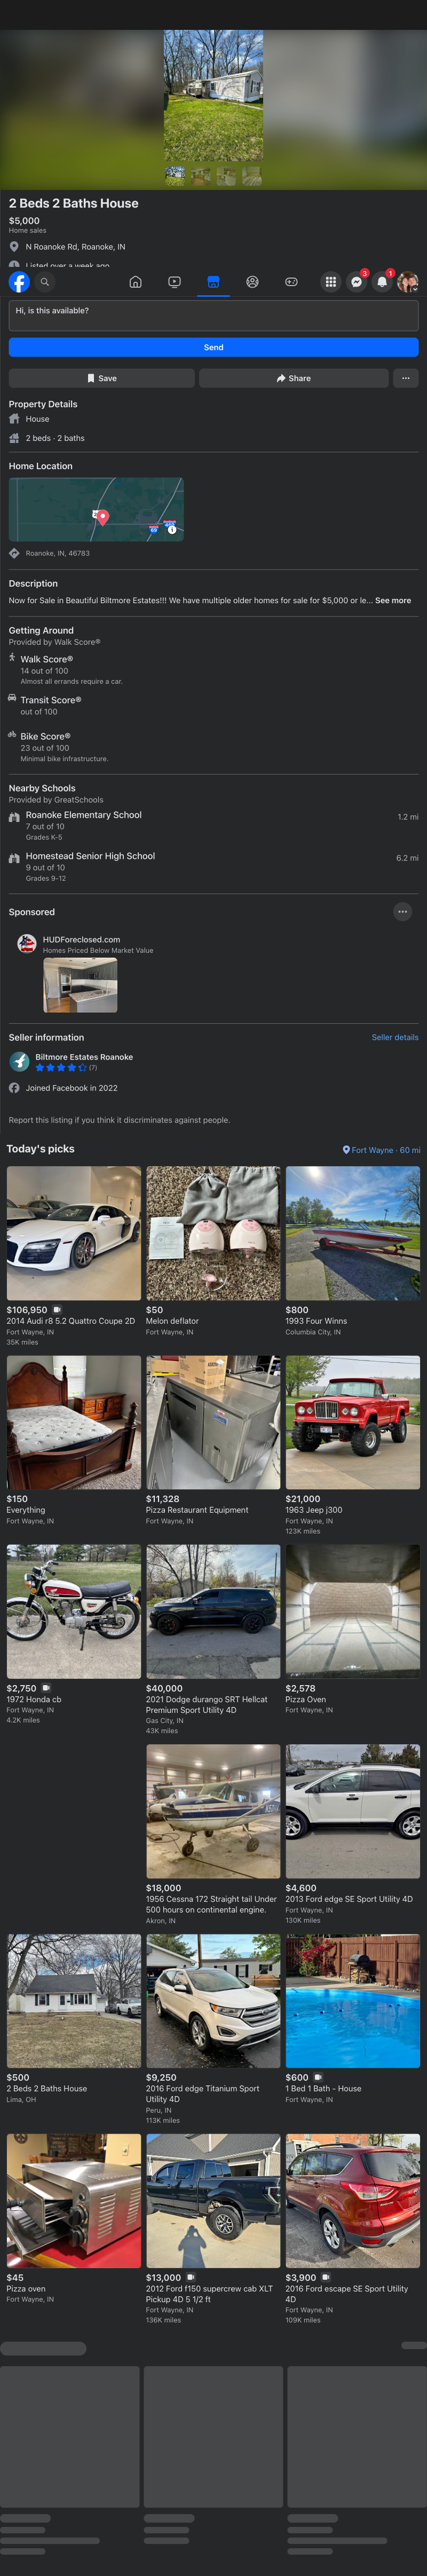 2 Beds 2 Baths House
$5,000
Home sales
N Roanoke Rd, Roanoke, IN
Listed over a week ago
3
1
Hi, is this available?
Send
Save
Share
Property Details
House
2 beds · 2 baths
Home Location
Roanoke, IN, 46783
Description
Now for Sale in Beautiful Biltmore Estates!!! We have multiple older homes for sale for $5,000 or le... See more
Getting Around
Provided by Walk Score®
Walk Score®
14 out of 100
Almost all errands require a car.
Transit Score®
out of 100
Bike Score®
23 out of 100
Minimal bike infrastructure.
Nearby Schools
Provided by GreatSchools
Roanoke Elementary School
1.2 mi
7 out of 10
Grades K-5
Homestead Senior High School
6.2 mi
9 out of 10
Grades 9-12
Sponsored
HUDForeclosed.com
Homes Priced Below Market Value
Seller information
Seller details
Biltmore Estates Roanoke
(7)
Joined Facebook in 2022
Report this listing if you think it discriminates against people.
Today's picks
Fort Wayne · 60 mi
$106,950
2014 Audi r8 5.2 Quattro Coupe 2D
Fort Wayne, IN
35K miles
$50
Melon deflator
Fort Wayne, IN
$800
1993 Four Winns
Columbia City, IN
$150
Everything
Fort Wayne, IN
$11,328
Pizza Restaurant Equipment
Fort Wayne, IN
$21,000
1963 Jeep j300
Fort Wayne, IN
123K miles
$2,750
1972 Honda cb
Fort Wayne, IN
4.2K miles
$40,000
2021 Dodge durango SRT Hellcat
Premium Sport Utility 4D
Gas City, IN
43K miles
$2,578
Pizza Oven
Fort Wayne, IN
$18,000
1956 Cessna 172 Straight tail Under
500 hours on continental engine.
Akron, IN
$4,600
2013 Ford edge SE Sport Utility 4D
Fort Wayne, IN
130K miles
$500
2 Beds 2 Baths House
Lima, OH
$9,250
2016 Ford edge Titanium Sport
Utility 4D
Peru, IN
113K miles
$600
1 Bed 1 Bath - House
Fort Wayne, IN
$45
Pizza oven
Fort Wayne, IN
$13,000
2012 Ford f150 supercrew cab XLT
Pickup 4D 5 1/2 ft
Fort Wayne, IN
136K miles
$3,900
2016 Ford escape SE Sport Utility
4D
Fort Wayne, IN
109K miles